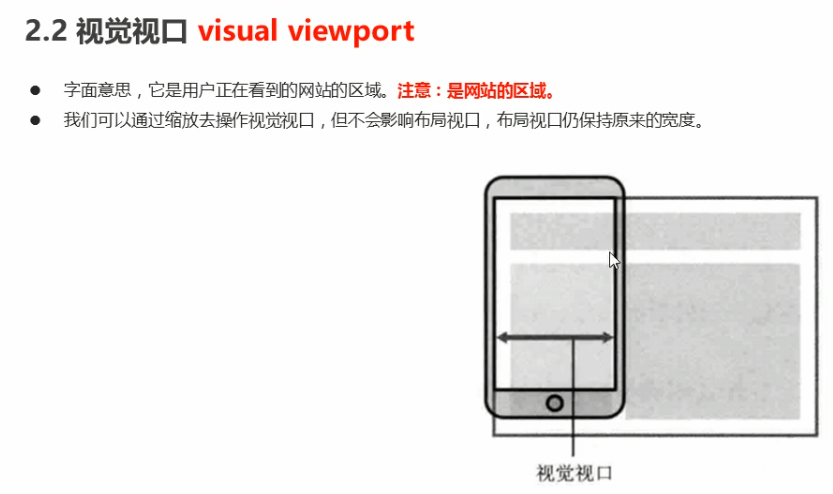 2.2 视觉视口 visual viewport
● 字面意思，它是用户正在看到的网站的区域。注意：是网站的区域。
● 我们可以通过缩放去操作视觉视口，但不会影响布局视口，布局视口仍保持原来的宽度。
视觉视口